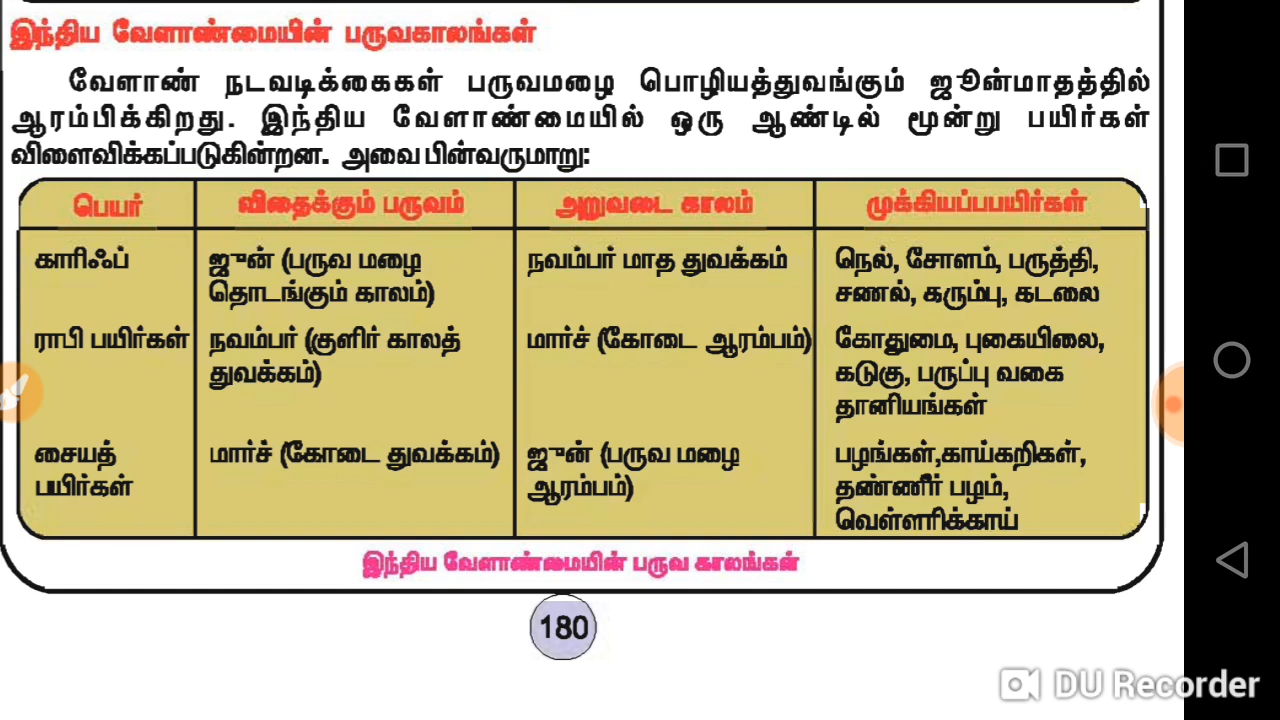 இந்திய வேளாண்மையின் பருவகாலங்கள்
வேளாண் நடவடிக்கைகள் பருவமழை பொழியத்துவங்கும் ஜூன்மாதத்தில்
ஆரம்பிக்கிறது. இந்திய வேளாண்மையில் ஒரு ஆண்டில் மூன்று பயிர்கள்
விளைவிக்கப்படுகின்றன. அவை பின்வருமாறு:
பெயர் விதைக்கும் பருவம் அறுவடை காலம் முக்கியப்பபயிர்கள்
காரிஃப் ஜுன் (பருவ மழை நவம்பர் மாத துவக்கம் நெல், சோளம், பருத்தி,
தொடங்கும் காலம்) சணல், கரும்பு, கடலை
ராபி பயிர்கள் நவம்பர் (குளிர் காலத் மார்ச் (கோடை ஆரம்பம்) கோதுமை, புகையிலை,
துவக்கம்) கடுகு, பருப்பு வகை
தானியங்கள்
சையத் மார்ச் (கோடை துவக்கம்) ஜுன் (பருவ மழை பழங்கள்,காய்கறிகள்,
பயிர்கள் ஆரம்பம்) தண்ணீர் பழம்,
வெள்ளரிக்காய்
இந்திய வேளாண்மையின் பருவ காலங்கள்
180
DU Recorder